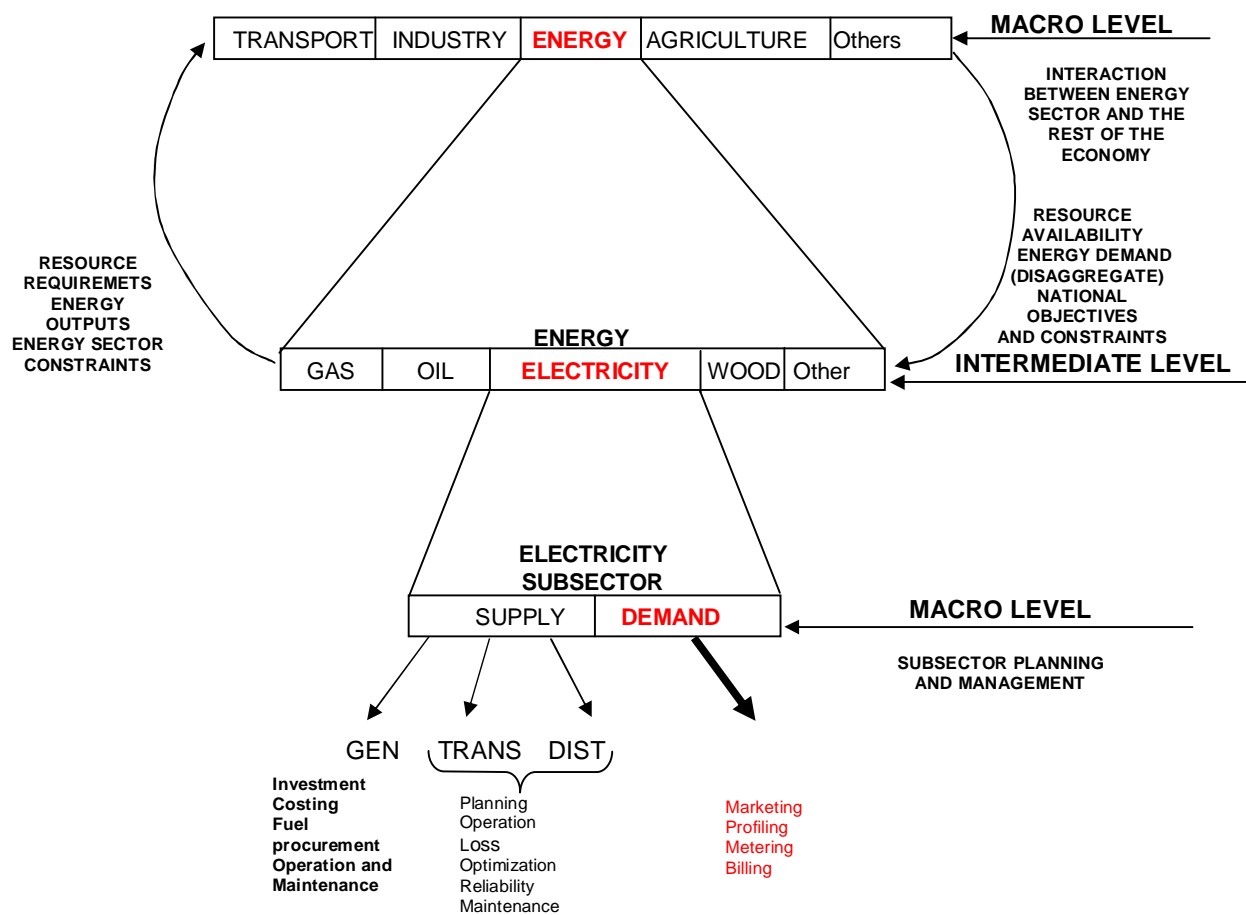 TRANSPORT INDUSTRY ENERGY AGRICULTURE Others
MACRO LEVEL
INTERACTION
BETWEEN ENERGY
SECTOR AND THE
REST OF THE
ECONOMY
RESOURCE
AVAILABILITY
ENERGY DEMAND
(DISAGGREGATE)
NATIONAL
OBJECTIVES
AND CONSTRAINTS
RESOURCE
REQUIREMETS
ENERGY
OUTPUTS
ENERGY SECTOR
CONSTRAINTS
ENERGY
GAS OIL ELECTRICITY WOOD Other
INTERMEDIATE LEVEL
ELECTRICITY
SUBSECTOR
SUPPLY DEMAND
MACRO LEVEL
SUBSECTOR PLANNING
AND MANAGEMENT
GEN TRANS DIST
Investment
Costing
Fuel
procurement
Operation and
Maintenance
Planning
Operation
Loss
Optimization
Reliability
Maintenance
Marketing
Profiling
Metering
Billing